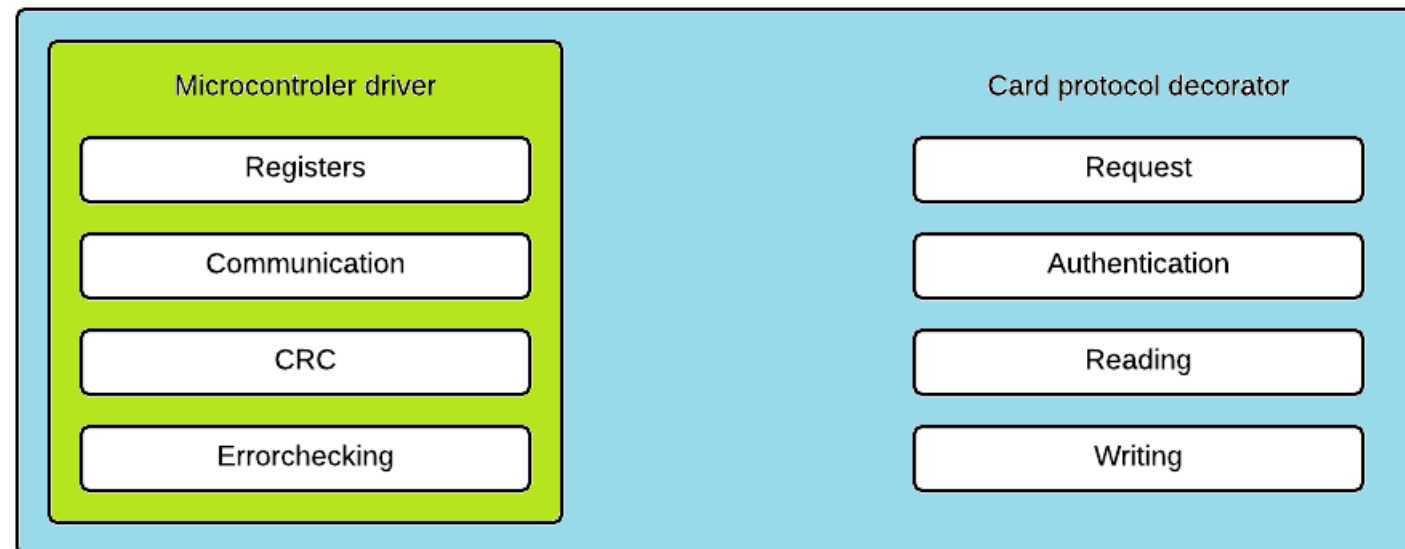 Microcontroler driver
Registers
Communication
CRC
Errorchecking
Card protocol decorator
Request
Authentication
Reading
Writing